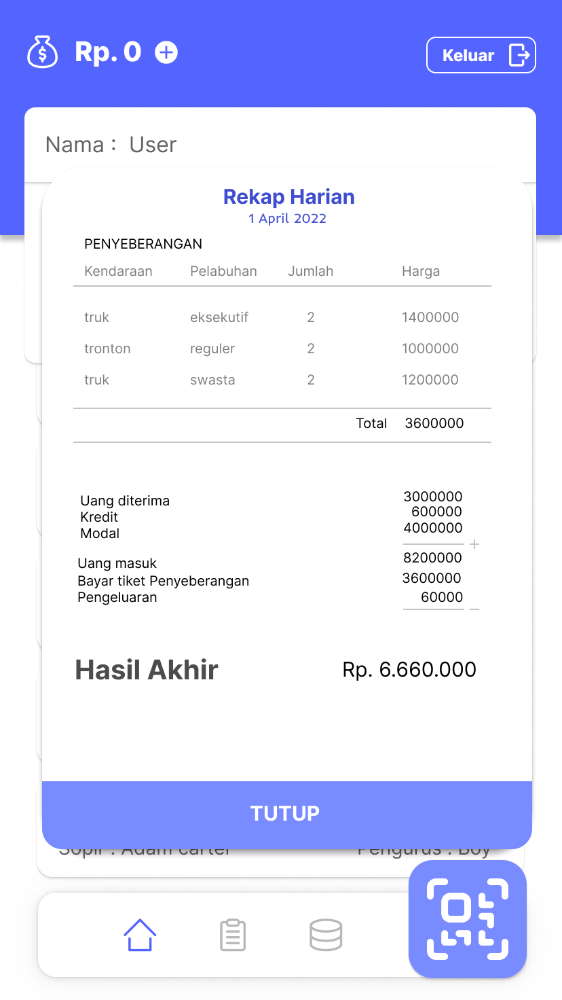 Rp. 0
Keluar
Nama : User
Rekap Harian
1 April 2022
PENYEBERANGAN
Kendaraan Pelabuhan Jumlah Harga
truk eksekutif 2 1400000
tronton reguler 2 1000000
truk swasta 2 1200000
Total 3600000
Uang diterima 3000000
Kredit 600000
Modal 4000000
+
Uang masuk 8200000
Bayar tiket Penyeberangan 3600000
Pengeluaran 60000
–
Hasil Akhir Rp. 6.660.000
TUTUP
Sopir : Adam carter Pengurus : Boy